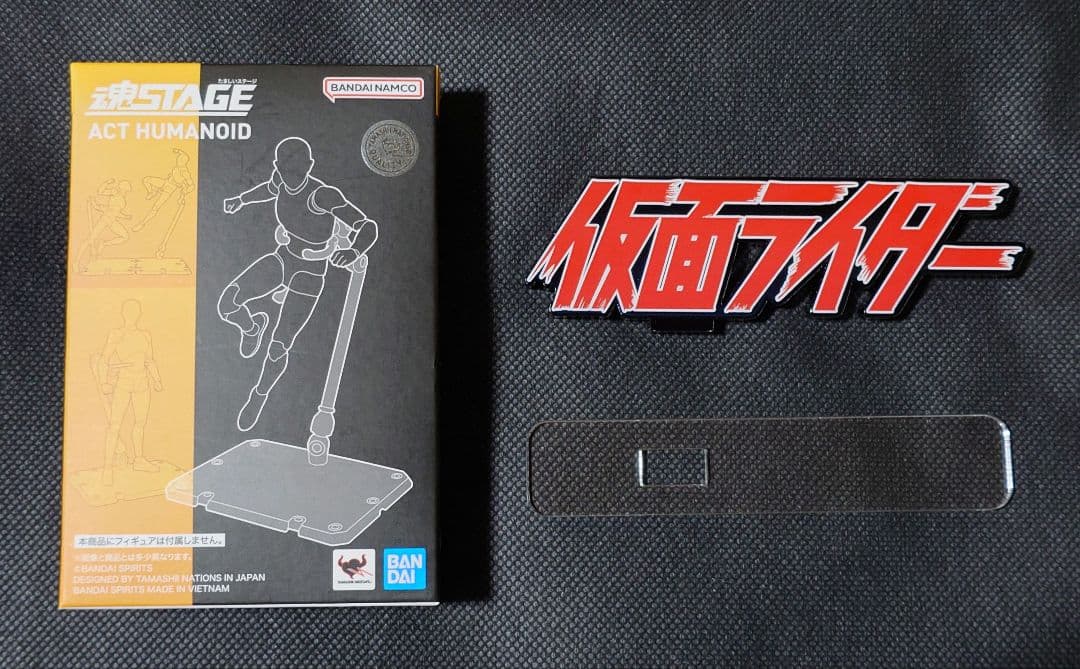 たましいステージ
魂STAGE
ACT HUMANOID
BANDAI NAMCO
本商品にフィギュアは付属しません。
※画像と商品とは多少異なります。
©BANDAI SPIRITS
DESIGNED BY TAMASHII NATIONS IN JAPAN
BANDAI SPIRITS MADE IN VIETNAM
BAN
DAI
仮面ライダー